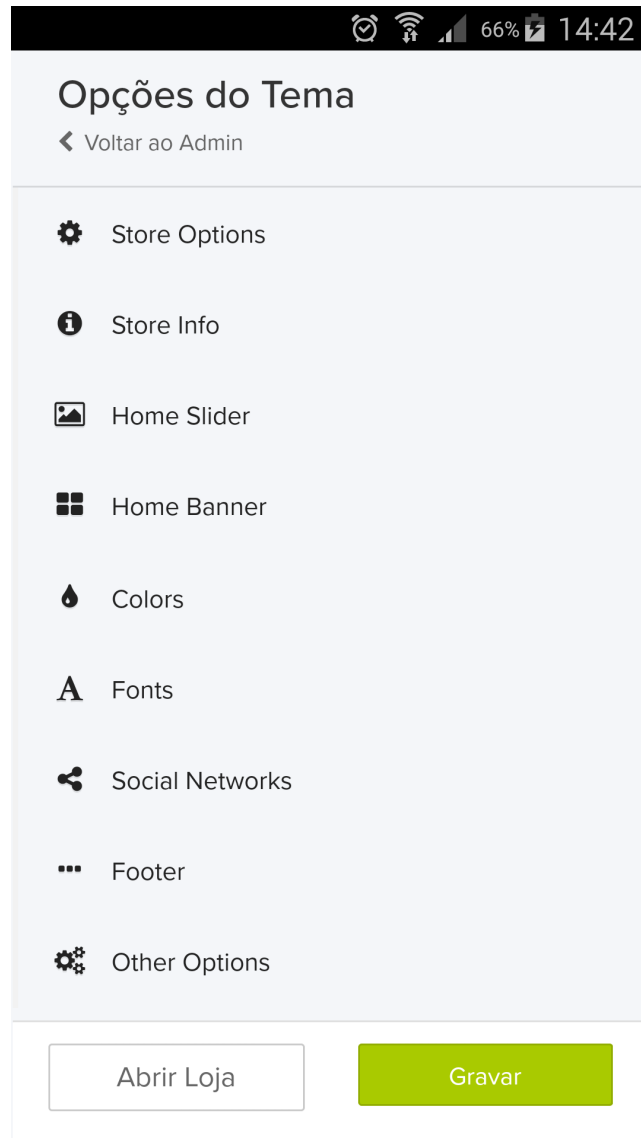 66% 14:42
Opções do Tema
Voltar ao Admin
Store Options
Store Info
Home Slider
Home Banner
Colors
Fonts
Social Networks
Footer
Other Options
Abrir Loja Gravar